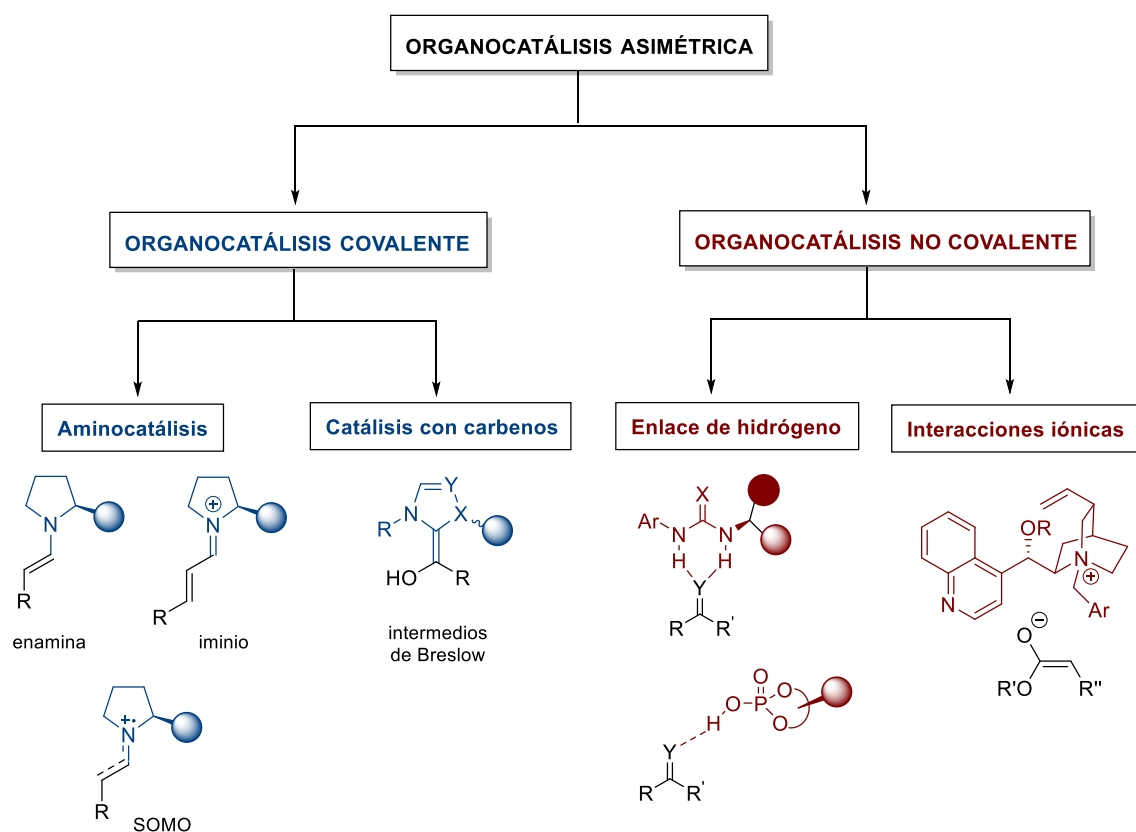 ORGANOCATÁLISIS ASIMÉTRICA
ORGANOCATÁLISIS COVALENTE
ORGANOCATÁLISIS NO COVALENTE
Aminocatálisis
Catálisis con carbenos
Enlace de hidrógeno
Interacciones iónicas
N
R
enamina
N
R
iminio
N
+•
R
SOMO
Y
X
N
R
HO
R
intermedios
de Breslow
X
Ar
N
H
N
H
Y
R
R'
O
P
O
O
O
H
Y
R
R'
OR
N
N
Ar
O
R'O
R''